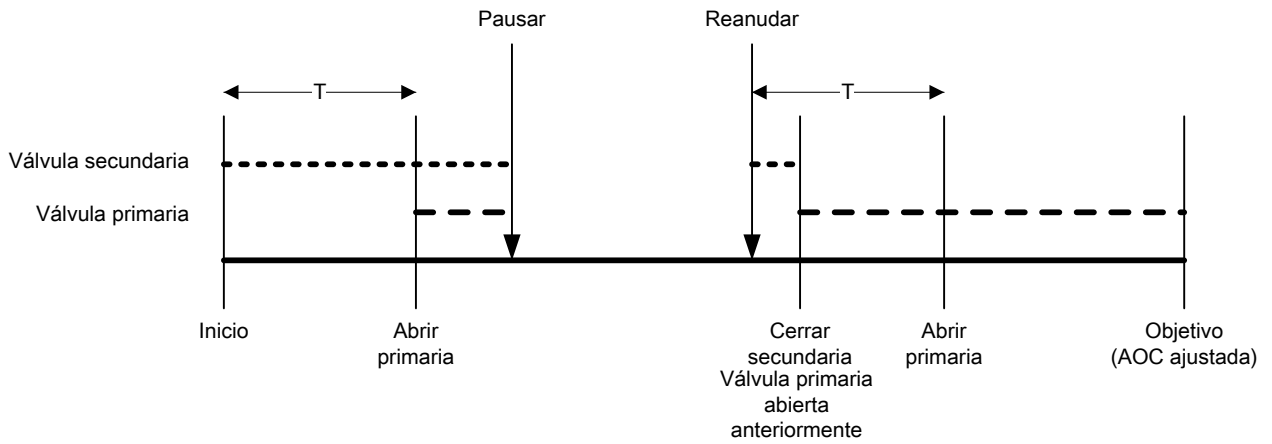 Pausar
Reanudar
T
T
Válvula secundaria
Válvula primaria
Inicio
Abrir
primaria
Cerrar
secundaria
Válvula primaria
abierta
anteriormente
Abrir
primaria
Objetivo
(AOC ajustada)